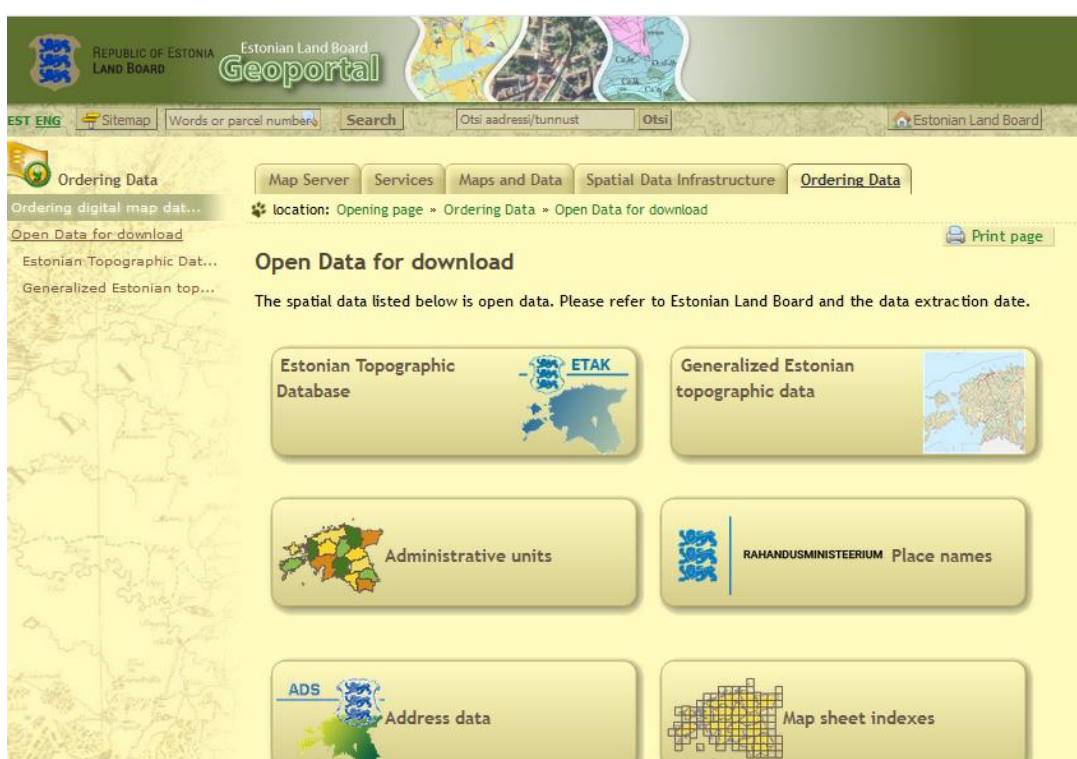 REPUBLIC OF ESTONIA
LAND BOARD
Estonian Land Board
Geoportal
EST ENG
Sitemap
Words or parcel number
Search
Otsi aadressi/tunnust
Otsi
Estonian Land Board
Ordering Data
Ordering digital map dat...
Open Data for download
Estonian Topographic Dat...
Generalized Estonian top...
Map Server
Services
Maps and Data
Spatial Data Infrastructure
Ordering Data
location: Opening page » Ordering Data » Open Data for download
Print page
Open Data for download
The spatial data listed below is open data. Please refer to Estonian Land Board and the data extraction date.
Estonian Topographic
Database
ETAK
Generalized Estonian
topographic data
Administrative units
RAHANDUSMINISTEERIUM
Place names
ADS
Address data
Map sheet indexes